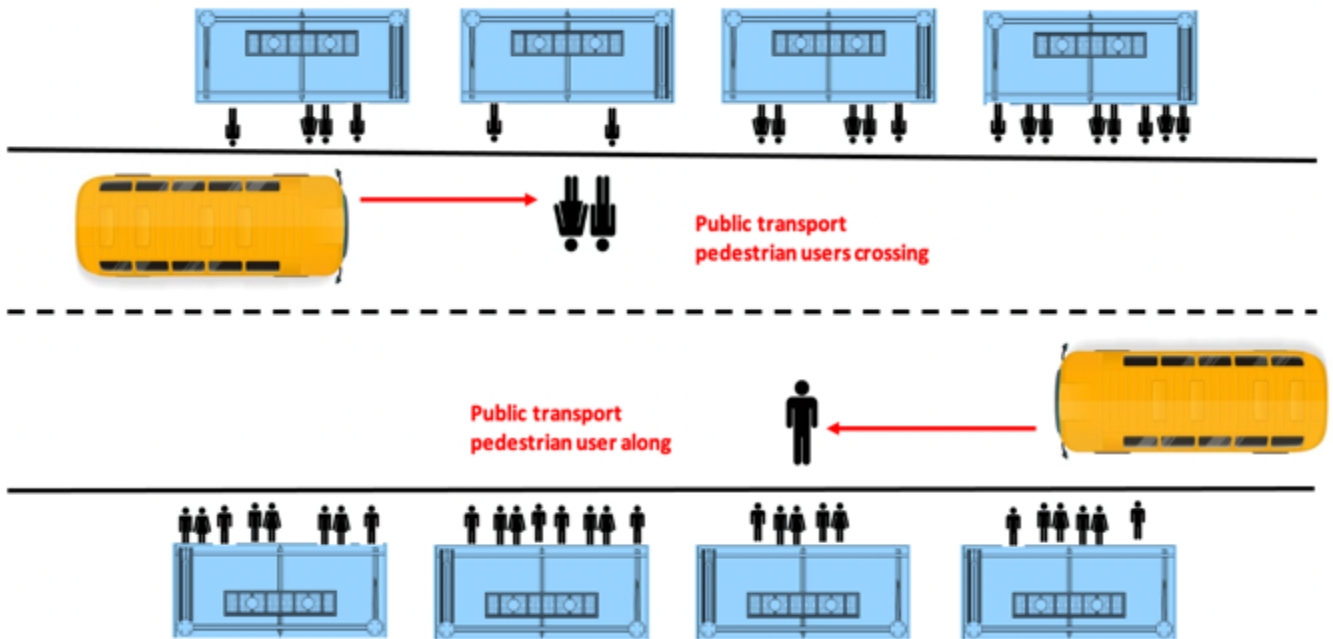 Public transport
pedestrian users crossing
Public transport
pedestrian user along